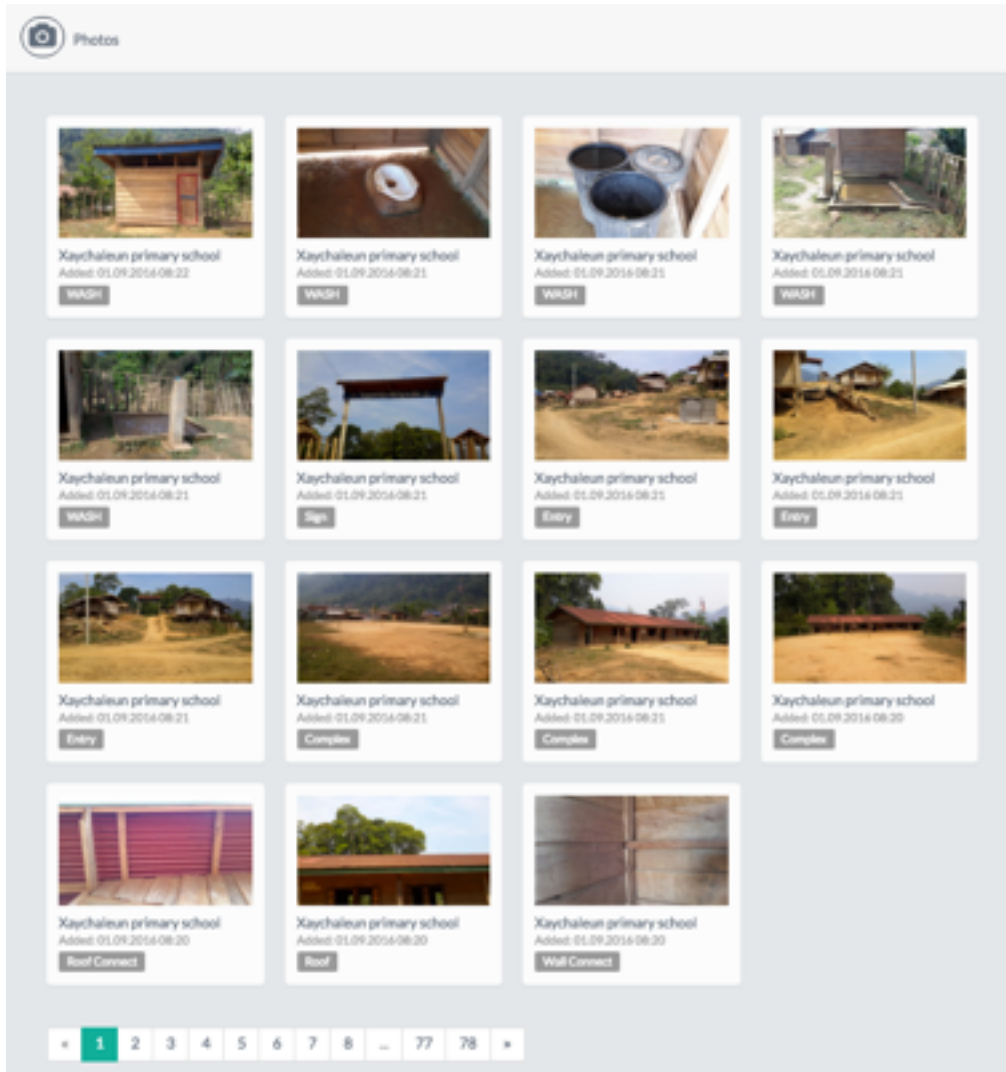 Photos
Xaychaleun primary school
Added: 01.09.2016 08:22
WASH
Xaychaleun primary school
Added: 01.09.2016 08:21
WASH
Xaychaleun primary school
Added: 01.09.2016 08:21
WASH
Xaychaleun primary school
Added: 01.09.2016 08:21
WASH
Xaychaleun primary school
Added: 01.09.2016 08:21
WASH
Xaychaleun primary school
Added: 01.09.2016 08:21
Sign
Xaychaleun primary school
Added: 01.09.2016 08:21
Entry
Xaychaleun primary school
Added: 01.09.2016 08:21
Entry
Xaychaleun primary school
Added: 01.09.2016 08:21
Entry
Xaychaleun primary school
Added: 01.09.2016 08:21
Complex
Xaychaleun primary school
Added: 01.09.2016 08:21
Complex
Xaychaleun primary school
Added: 01.09.2016 08:20
Complex
Xaychaleun primary school
Added: 01.09.2016 08:20
Roof Connect
Xaychaleun primary school
Added: 01.09.2016 08:20
Roof
Xaychaleun primary school
Added: 01.09.2016 08:20
Wall Connect
« 1 2 3 4 5 6 7 8 ... 77 78 »